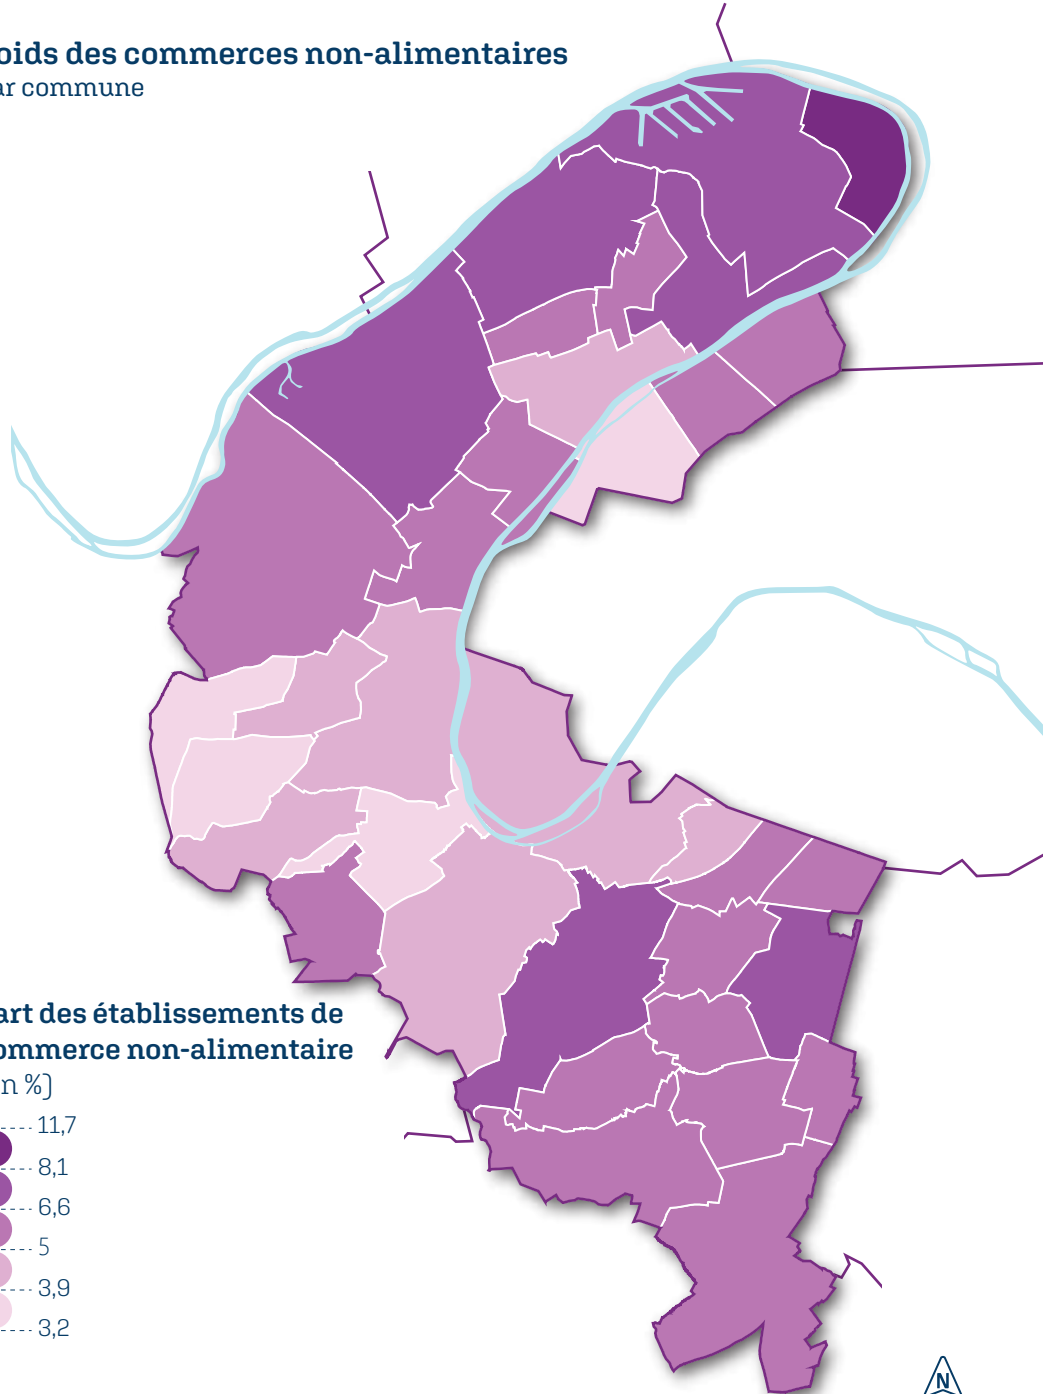 oids des commerces non-alimentaires
ar commune
art des établissements de
ommerce non-alimentaire
n %)
11,7
8,1
6,6
5
3,9
3,2
N